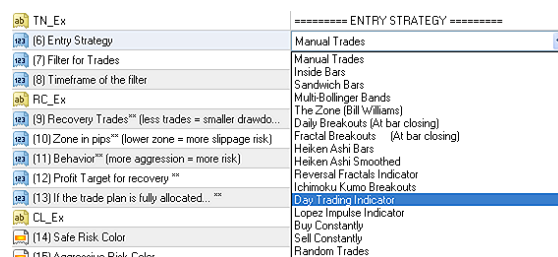 TN_Ex ========= ENTRY STRATEGY =========
(6) Entry Strategy Manual Trades
(7) Filter for Trades
(8) Timeframe of the filter
RC_Ex
(9) Recovery Trades** (less trades = smaller drawdo...
(10) Zone in pips** (lower zone = more slippage risk)
(11) Behavior** (more aggression = more risk)
(12) Profit Target for recovery **
(13) If the trade plan is fully allocated... **
CL_Ex
(14) Safe Risk Color
(15) Aggressive Risk Color
Manual Trades
Inside Bars
Sandwich Bars
Multi-Bollinger Bands
The Zone (Bill Williams)
Daily Breakouts (At bar closing)
Fractal Breakouts (At bar closing)
Heiken Ashi Bars
Heiken Ashi Smoothed
Reversal Fractals Indicator
Ichimoku Kumo Breakouts
Day Trading Indicator
Lopez Impulse Indicator
Buy Constantly
Sell Constantly
Random Trades